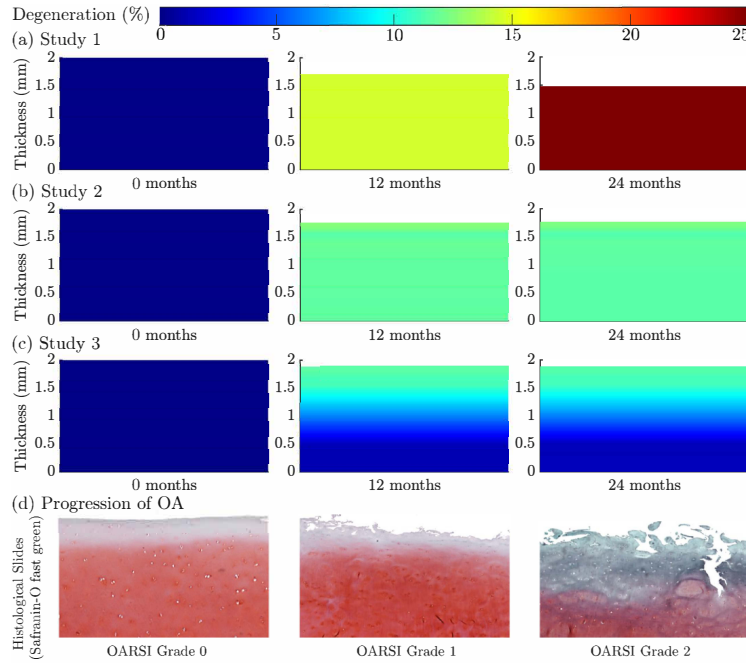 Degeneration (%) 0 5 10 15 20 25
(a) Study 1
Thickness (mm)
2
1.5
1
0.5
0
0 months
2
1.5
1
0.5
0
12 months
2
1.5
1
0.5
0
24 months
(b) Study 2
Thickness (mm)
2
1.5
1
0.5
0
0 months
2
1.5
1
0.5
0
12 months
2
1.5
1
0.5
0
24 months
(c) Study 3
Thickness (mm)
2
1.5
1
0.5
0
0 months
2
1.5
1
0.5
0
12 months
2
1.5
1
0.5
0
24 months
(d) Progression of OA
Histological Slides
(Safranin-O fast green)
OARSI Grade 0
OARSI Grade 1
OARSI Grade 2